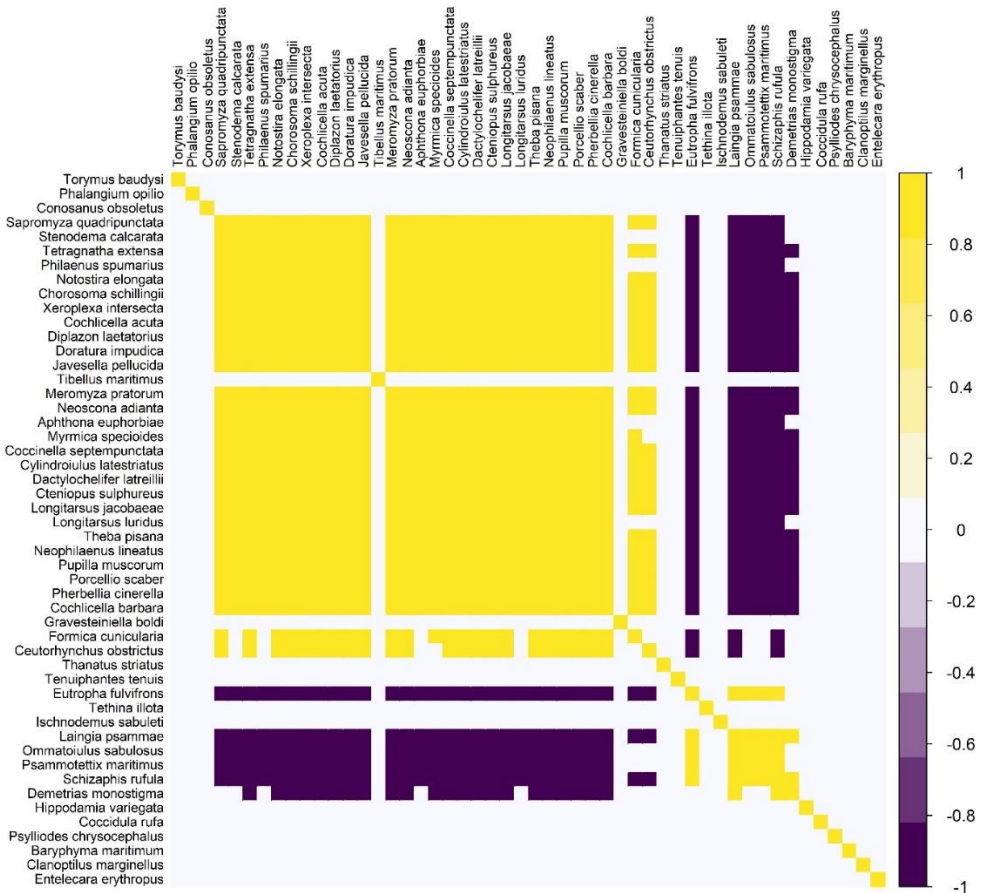 Torymus baudysi
Phalangium opilio
Conosanus obsoletus
Sapromyza quadripunctata
Stenodema calcarata
Tetragnatha extensa
Philaenus spumarius
Notostira elongata
Chorosoma schillingii
Xeroplexa intersecta
Cochlicella acuta
Diplazon laetatorius
Doratura impudica
Javesella pellucida
Tibellus maritimus
Meromyza pratorum
Neoscona adianta
Aphthona euphorbiae
Myrmica specioides
Coccinella septempunctata
Cylindroiulus latestriatus
Dactylochelifer latreillii
Cteniopus sulphureus
Longitarsus jacobaeae
Longitarsus luridus
Theba pisana
Neophilaenus lineatus
Pupilla muscorum
Porcellio scaber
Pherbellia cinerella
Cochlicella barbara
Gravesteiniella boldi
Formica cunicularia
Ceutorhynchus obstrictus
Thanatus striatus
Tenuiphantes tenuis
Eutropha fulvifrons
Tethina illota
Ischnodemus sabuleti
Laingia psammae
Ommatoiulus sabulosus
Psammotettix maritimus
Schizaphis rufula
Demetrias monostigma
Hippodamia variegata
Coccidula rufa
Psylliodes chrysocephalus
Baryphyma maritimum
Clanoptilus marginellus
Entelecara erythropus
Torymus baudysi
Phalangium opilio
Conosanus obsoletus
Sapromyza quadripunctata
Stenodema calcarata
Tetragnatha extensa
Philaenus spumarius
Notostira elongata
Chorosoma schillingii
Xeroplexa intersecta
Cochlicella acuta
Diplazon laetatorius
Doratura impudica
Javesella pellucida
Tibellus maritimus
Meromyza pratorum
Neoscona adianta
Aphthona euphorbiae
Myrmica specioides
Coccinella septempunctata
Cylindroiulus latestriatus
Dactylochelifer latreillii
Cteniopus sulphureus
Longitarsus jacobaeae
Longitarsus luridus
Theba pisana
Neophilaenus lineatus
Pupilla muscorum
Porcellio scaber
Pherbellia cinerella
Cochlicella barbara
Gravesteiniella boldi
Formica cunicularia
Ceutorhynchus obstrictus
Thanatus striatus
Tenuiphantes tenuis
Eutropha fulvifrons
Tethina illota
Ischnodemus sabuleti
Laingia psammae
Ommatoiulus sabulosus
Psammotettix maritimus
Schizaphis rufula
Demetrias monostigma
Hippodamia variegata
Coccidula rufa
Psylliodes chrysocephalus
Baryphyma maritimum
Clanoptilus marginellus
Entelecara erythropus
1
0.8
0.6
0.4
0.2
0
-0.2
-0.4
-0.6
-0.8
-1